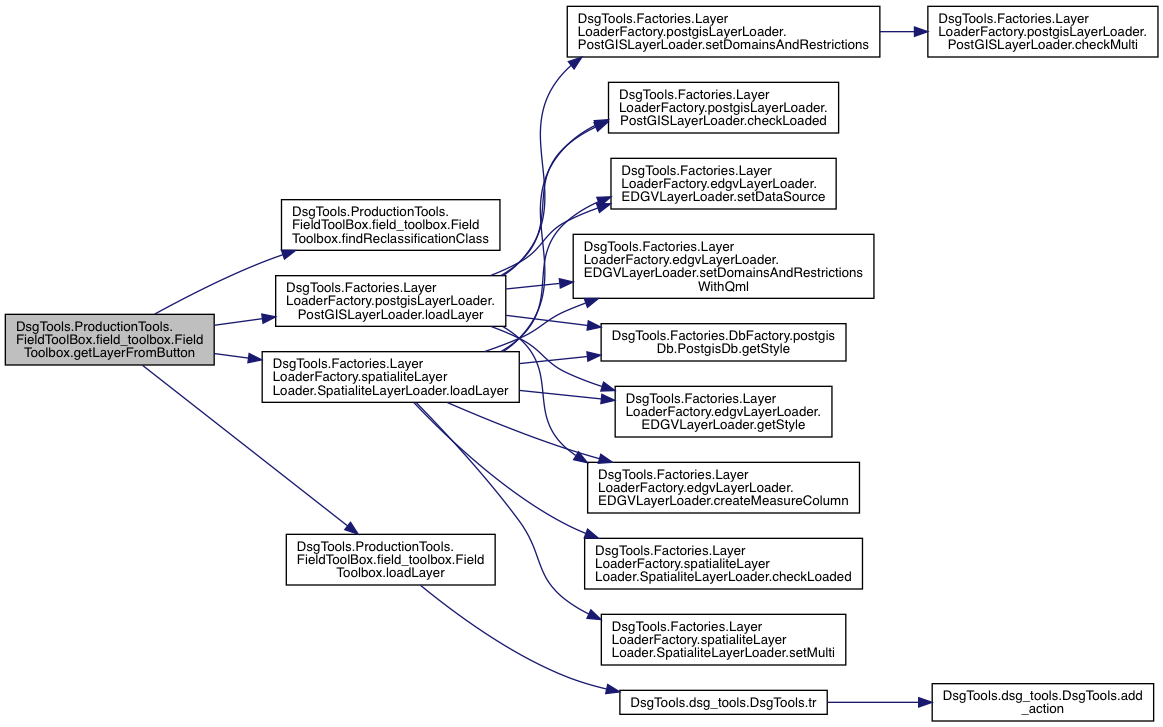 DsgTools.ProductionTools.
FieldToolBox.field_toolbox.Field
Toolbox.getLayerFromButton
DsgTools.ProductionTools.
FieldToolBox.field_toolbox.Field
Toolbox.findReclassificationClass
DsgTools.Factories.Layer
LoaderFactory.postgisLayerLoader.
PostGISLayerLoader.loadLayer
DsgTools.Factories.Layer
LoaderFactory.spatialiteLayer
Loader.SpatialiteLayerLoader.loadLayer
DsgTools.ProductionTools.
FieldToolBox.field_toolbox.Field
Toolbox.loadLayer
DsgTools.Factories.Layer
LoaderFactory.postgisLayerLoader.
PostGISLayerLoader.setDomainsAndRestrictions
DsgTools.Factories.Layer
LoaderFactory.postgisLayerLoader.
PostGISLayerLoader.checkLoaded
DsgTools.Factories.Layer
LoaderFactory.edgvLayerLoader.
EDGVLayerLoader.setDataSource
DsgTools.Factories.Layer
LoaderFactory.edgvLayerLoader.
EDGVLayerLoader.setDomainsAndRestrictions
WithQml
DsgTools.Factories.DbFactory.postgis
Db.PostgisDb.getStyle
DsgTools.Factories.Layer
LoaderFactory.edgvLayerLoader.
EDGVLayerLoader.getStyle
DsgTools.Factories.Layer
LoaderFactory.edgvLayerLoader.
EDGVLayerLoader.createMeasureColumn
DsgTools.Factories.Layer
LoaderFactory.spatialiteLayer
Loader.SpatialiteLayerLoader.checkLoaded
DsgTools.Factories.Layer
LoaderFactory.spatialiteLayer
Loader.SpatialiteLayerLoader.setMulti
DsgTools.dsg_tools.DsgTools.tr
DsgTools.Factories.Layer
LoaderFactory.postgisLayerLoader.
PostGISLayerLoader.checkMulti
DsgTools.dsg_tools.DsgTools.add
_action